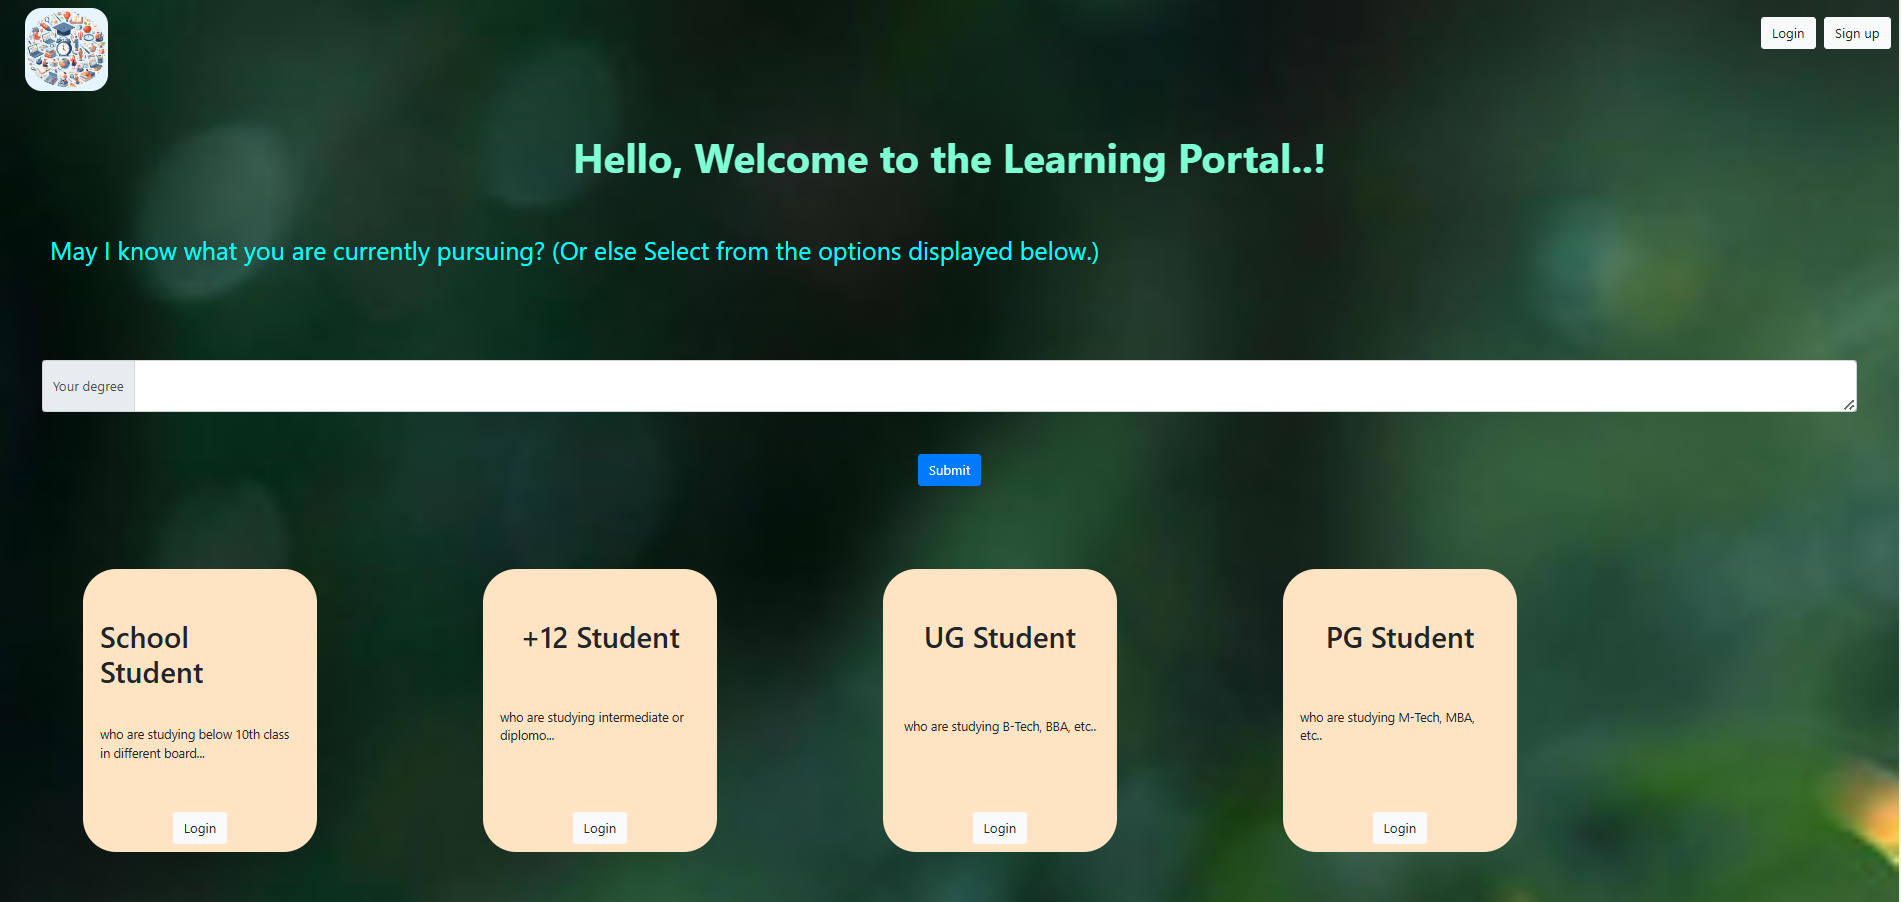 Login Sign up
Hello, Welcome to the Learning Portal..!
May I know what you are currently pursuing? (Or else Select from the options displayed below.)
Your degree
Submit
School
Student
who are studying below 10th class
in different board...
Login
+12 Student
who are studying intermediate or
diplomo...
Login
UG Student
who are studying B-Tech, BBA, etc..
Login
PG Student
who are studying M-Tech, MBA,
etc..
Login